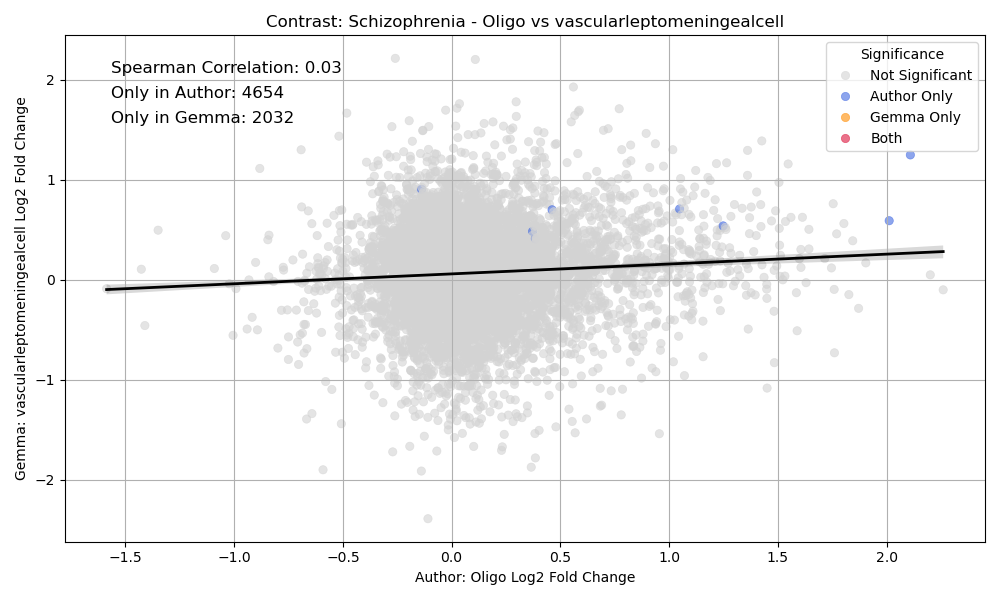 Contrast: Schizophrenia - Oligo vs vascularleptomeningealcell
Spearman Correlation: 0.03
Only in Author: 4654
Only in Gemma: 2032
Significance
Not Significant
Author Only
Gemma Only
Both
Gemma: vascularleptomeningealcell Log2 Fold Change
2
1
0
−1
−2
−1.5
−1.0
−0.5
0.0
0.5
1.0
1.5
2.0
Author: Oligo Log2 Fold Change